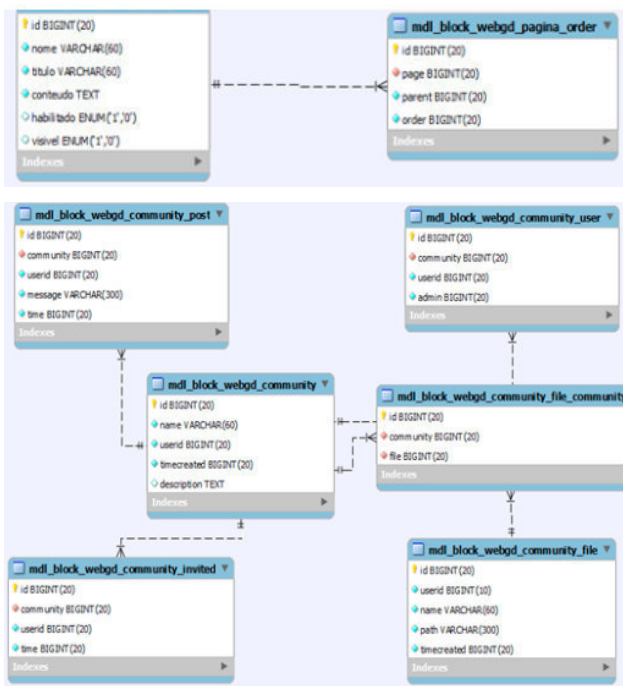 id BIGINT(20)
nome VARCHAR(60)
titulo VARCHAR(60)
conteudo TEXT
habilitado ENUM('1','0')
visivel ENUM('1','0')
Indexes
mdl_block_webgd_pagina_order
id BIGINT(20)
page BIGINT(20)
parent BIGINT(20)
order BIGINT(20)
Indexes
mdl_block_webgd_community_post
id BIGINT(20)
community BIGINT(20)
userid BIGINT(20)
message VARCHAR(300)
time BIGINT(20)
Indexes
mdl_block_webgd_community_user
id BIGINT(20)
community BIGINT(20)
userid BIGINT(20)
admin BIGINT(20)
Indexes
mdl_block_webgd_community
id BIGINT(20)
name VARCHAR(60)
userid BIGINT(20)
timecreated BIGINT(20)
description TEXT
Indexes
mdl_block_webgd_community_file_community
id BIGINT(20)
community BIGINT(20)
file BIGINT(20)
Indexes
mdl_block_webgd_community_invited
id BIGINT(20)
community BIGINT(20)
userid BIGINT(20)
time BIGINT(20)
Indexes
mdl_block_webgd_community_file
id BIGINT(20)
userid BIGINT(10)
name VARCHAR(60)
path VARCHAR(300)
timecreated BIGINT(20)
Indexes